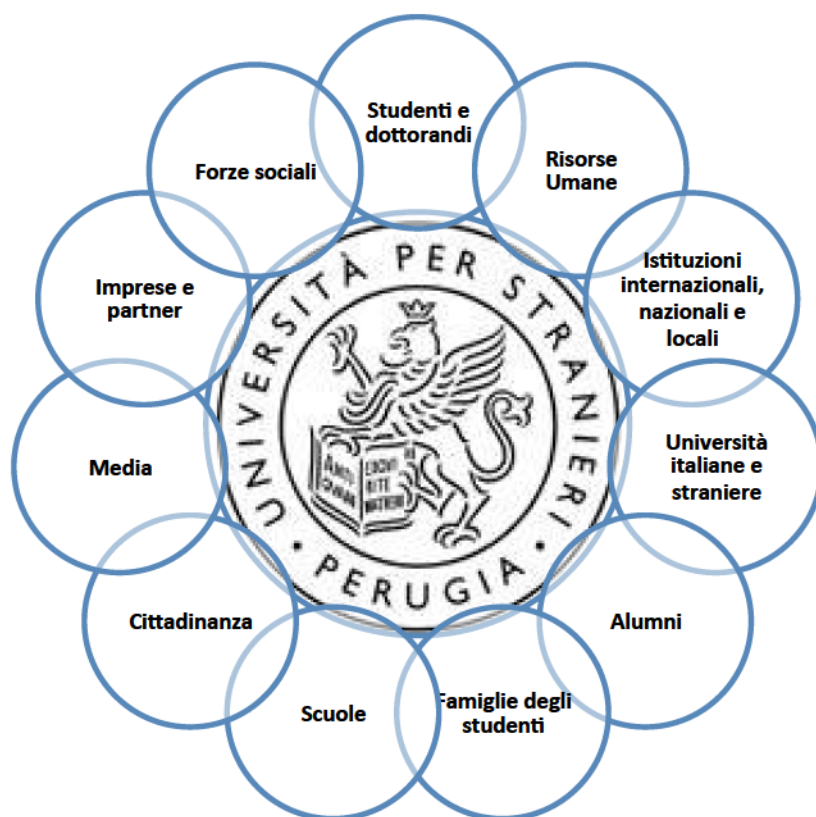 Studenti e
dottorandi
Risorse
Umane
Istituzioni
internazionali,
nazionali e
locali
Università
italiane e
straniere
Alumni
Famiglie degli
studenti
Scuole
Cittadinanza
Media
Imprese e
partner
Forze sociali
UNIVERSITÀ PER STRANIERI
• PERUGIA •